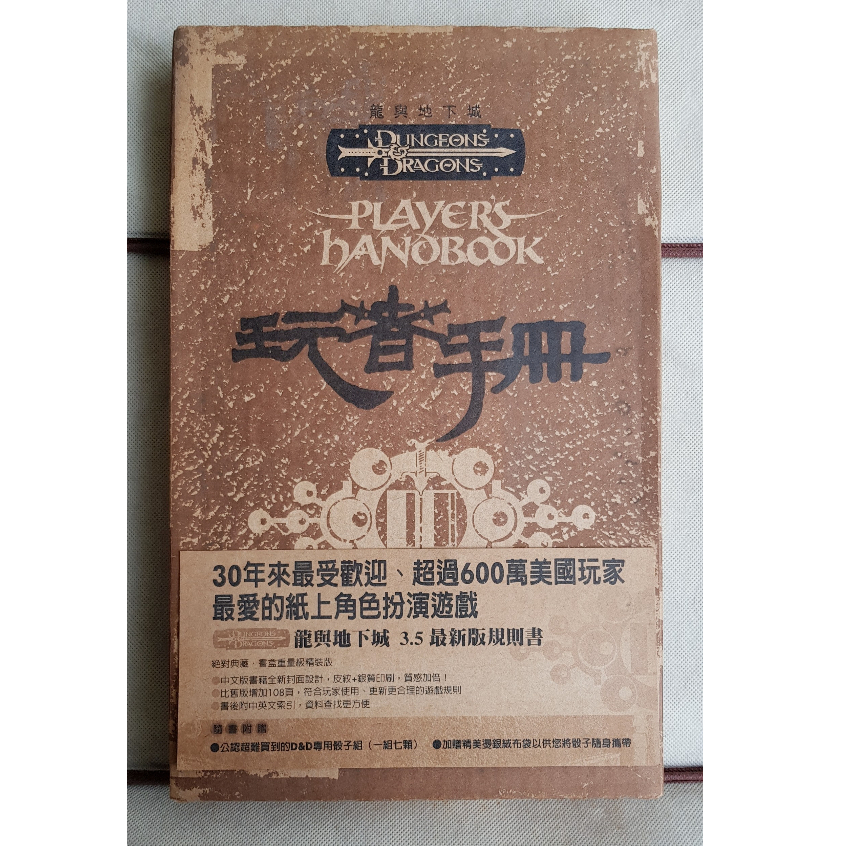 龍與地下城
DUNGEONS & DRAGONS
PLAYER'S
HANDBOOK
玩者手冊
30年來最受歡迎、超過600萬美國玩家
最愛的紙上角色扮演遊戲
DUNGEONS & DRAGONS 龍與地下城 3.5 最新版規則書
絕對典藏，書盒重量級精裝版
●中文版書籍全新封面設計，皮紋+銀質印刷，質感加倍！
●比舊版增加108頁，符合玩家使用、重新更合理的遊戲規則
●書後附中英文索引，資料查找更方便
隨書附贈
●公認超難買到的D&D專用骰子組（一組七顆） ●加贈精美燙銀絨布袋以供您將骰子隨身攜帶